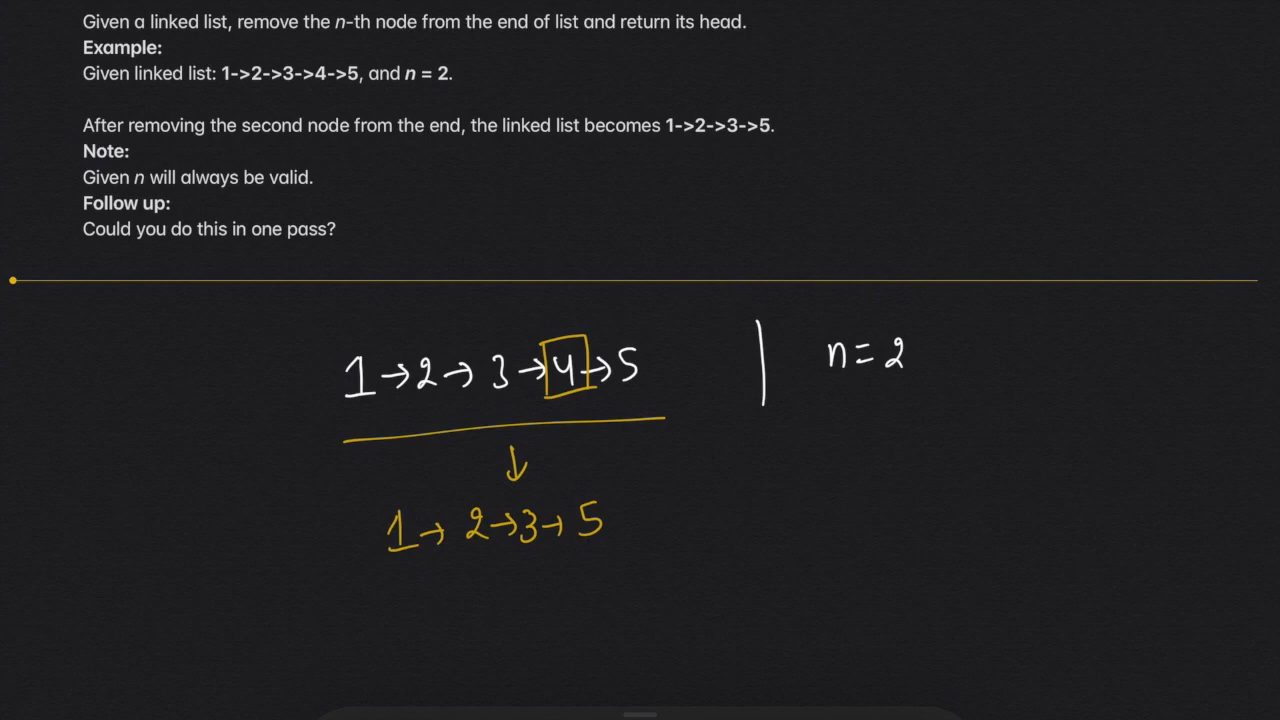 Given a linked list, remove the n-th node from the end of list and return its head.
Example:
Given linked list: 1->2->3->4->5, and n = 2.
After removing the second node from the end, the linked list becomes 1->2->3->5.
Note:
Given n will always be valid.
Follow up:
Could you do this in one pass?
1→2→3→4→5 | n=2
↓
1→2→3→5